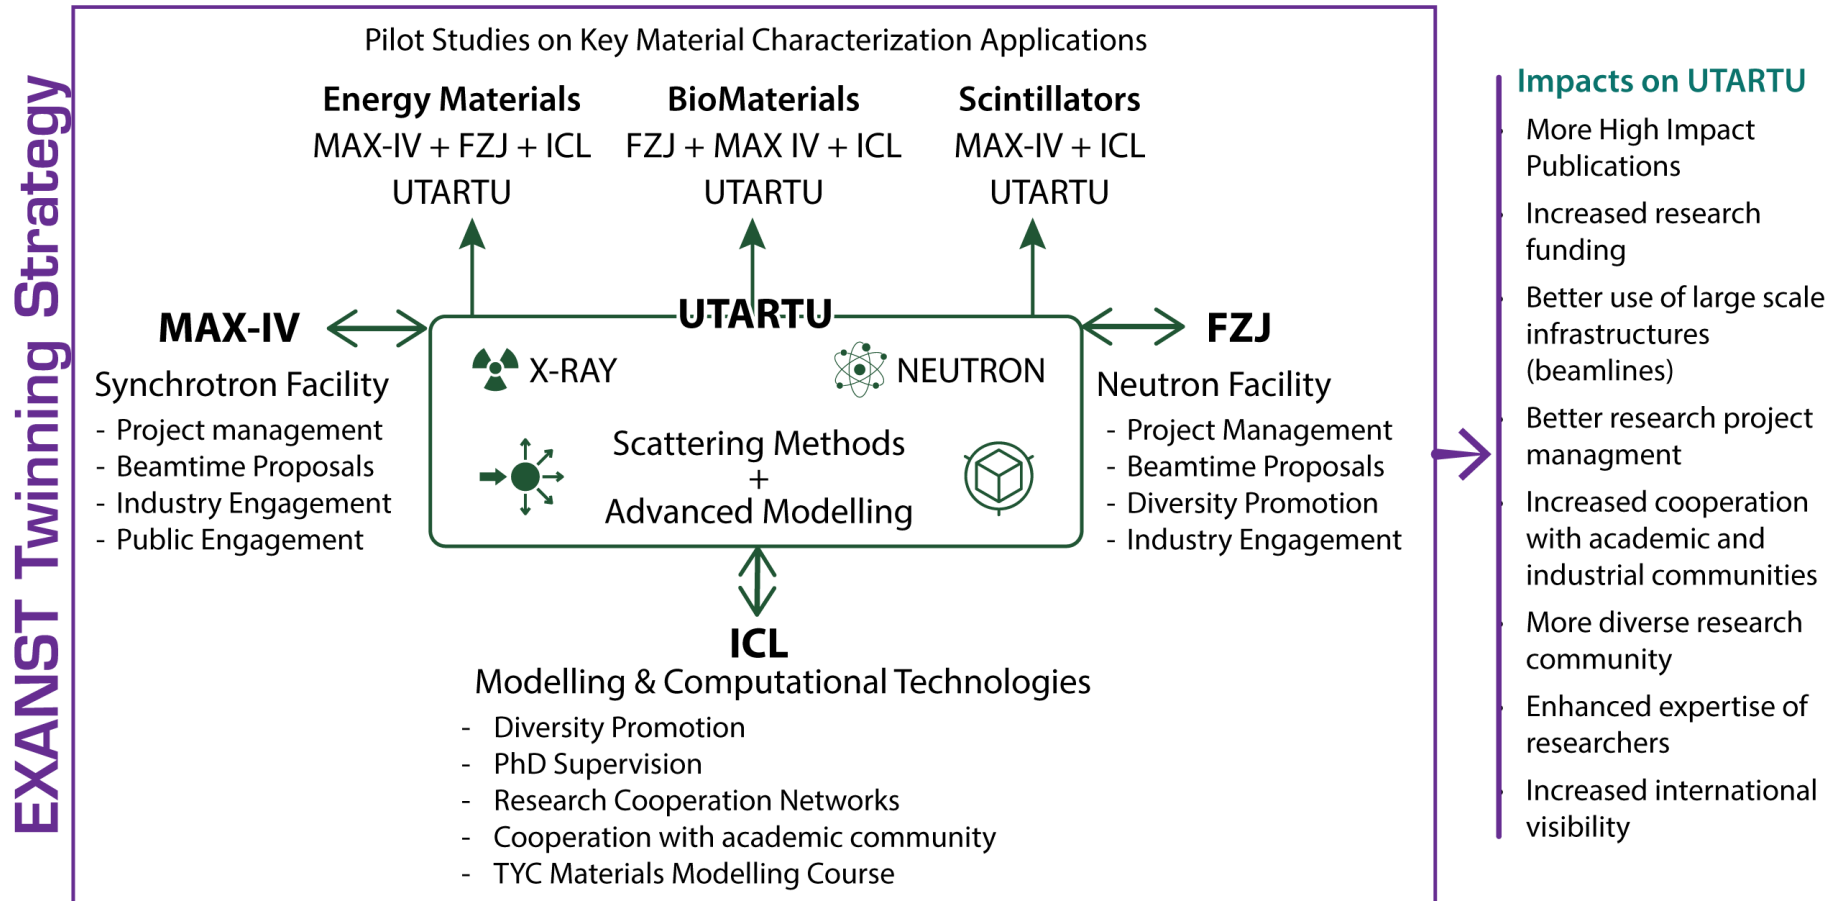 EXANST Twinning Strategy
Pilot Studies on Key Material Characterization Applications
Energy Materials
MAX-IV + FZJ + ICL
UTARTU
BioMaterials
FZJ + MAX IV + ICL
UTARTU
Scintillators
MAX-IV + ICL
UTARTU
MAX-IV
Synchrotron Facility
- Project management
- Beamtime Proposals
- Industry Engagement
- Public Engagement
UTARTU
X-RAY
NEUTRON
Scattering Methods
+
Advanced Modelling
FZJ
Neutron Facility
- Project Management
- Beamtime Proposals
- Diversity Promotion
- Industry Engagement
ICL
Modelling & Computational Technologies
- Diversity Promotion
- PhD Supervision
- Research Cooperation Networks
- Cooperation with academic community
- TYC Materials Modelling Course
Impacts on UTARTU
More High Impact
Publications
Increased research
funding
Better use of large scale
infrastructures
(beamlines)
Better research project
managment
Increased cooperation
with academic and
industrial communities
More diverse research
community
Enhanced expertise of
researchers
Increased international
visibility